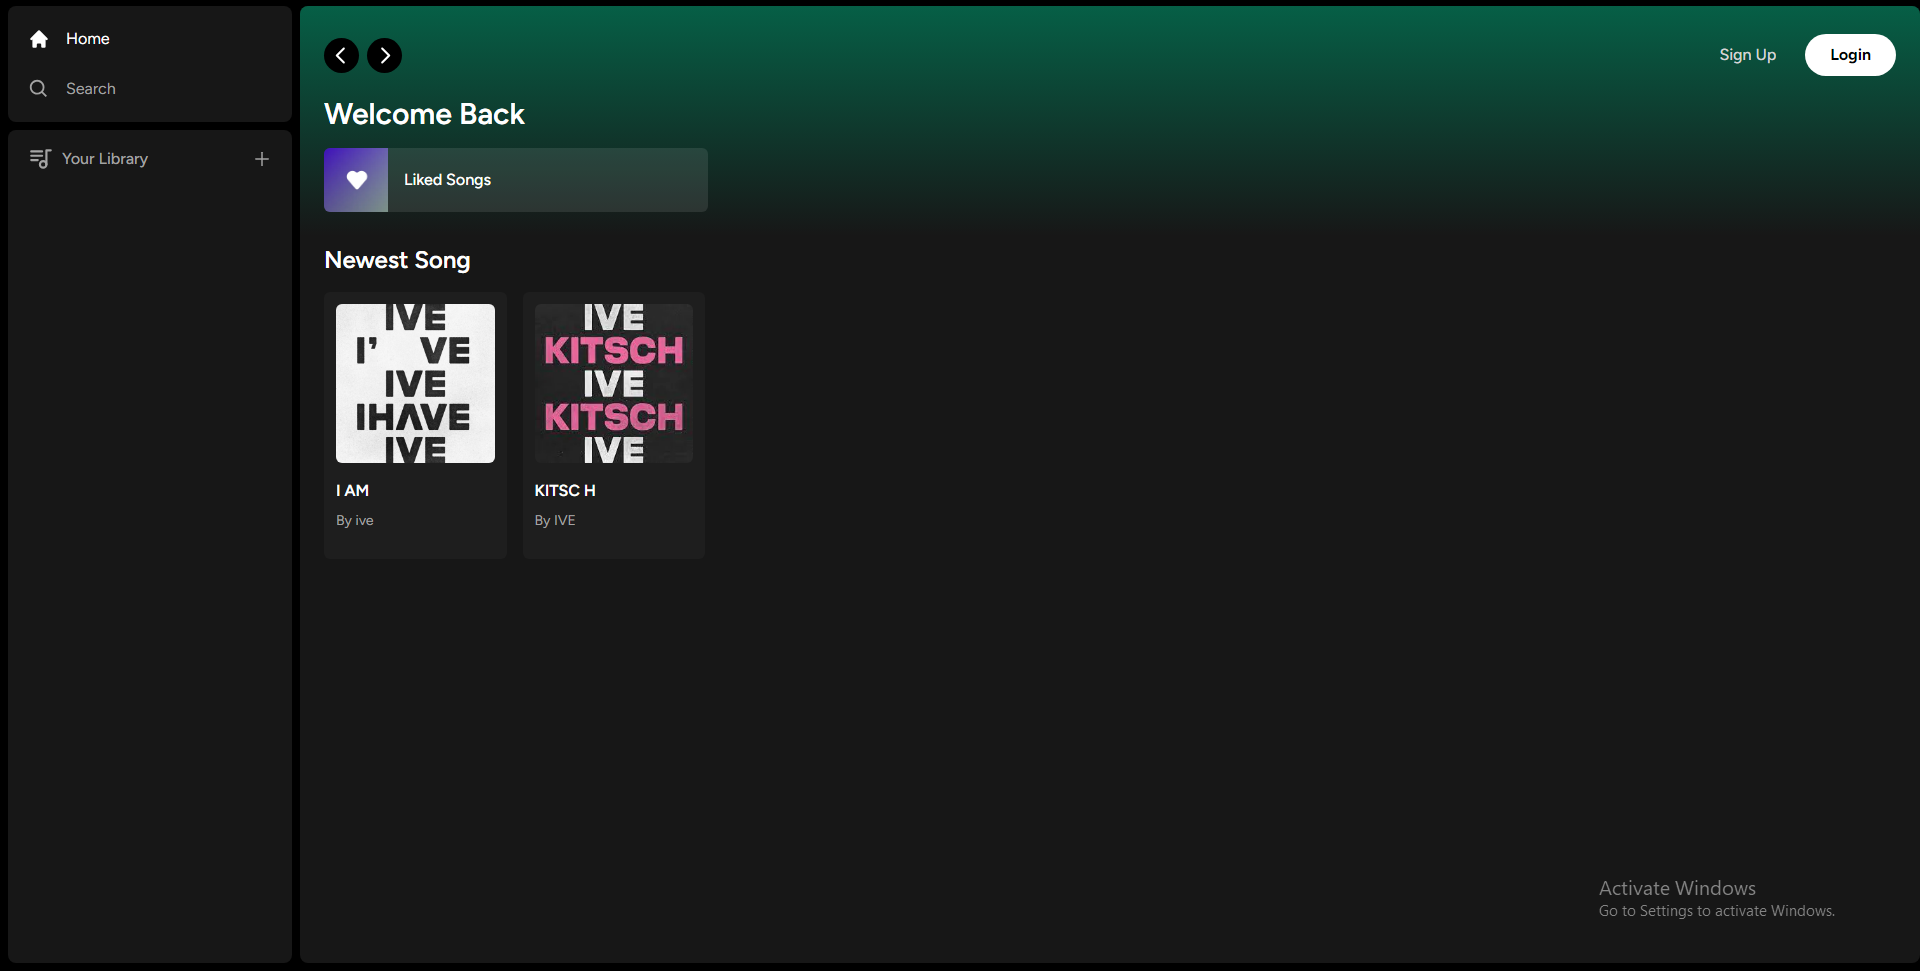 Home
Search
Your Library
Sign Up
Login
Welcome Back
Liked Songs
Newest Song
IVE
I' VE
IVE
IHAVE
IVE
I AM
By ive
IVE
KITSCH
IVE
KITSCH
IVE
KITSC H
By IVE
Activate Windows
Go to Settings to activate Windows.